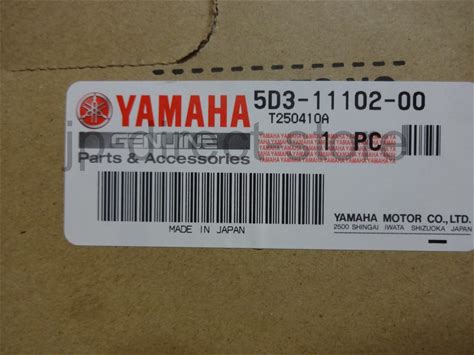 YAMAHA
5D3-11102-00
T250410A
GENUINE
1 PC
Parts & Accessories
MADE IN JAPAN
YAMAHA MOTOR CO.,LTD.
2500 SHINGAI IWATA SHIZUOKA JAPAN